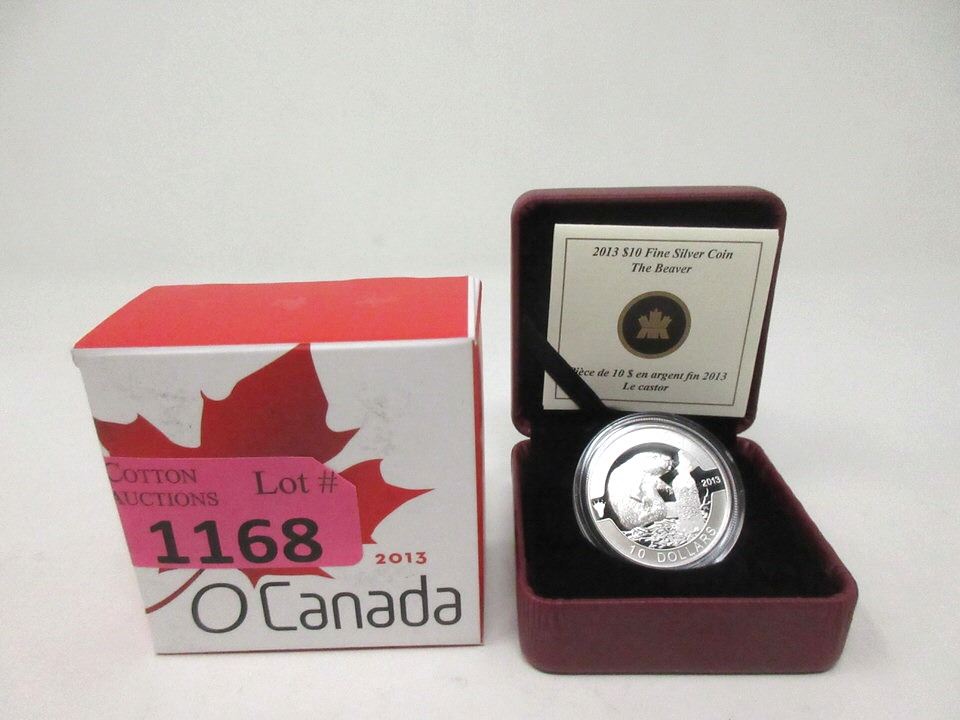 COTTON
AUCTIONS
Lot #
1168
2013
O Canada
2013 $10 Fine Silver Coin
The Beaver
Pièce de 10 $ en argent fin 2013
Le castor
2013
10 DOLLARS